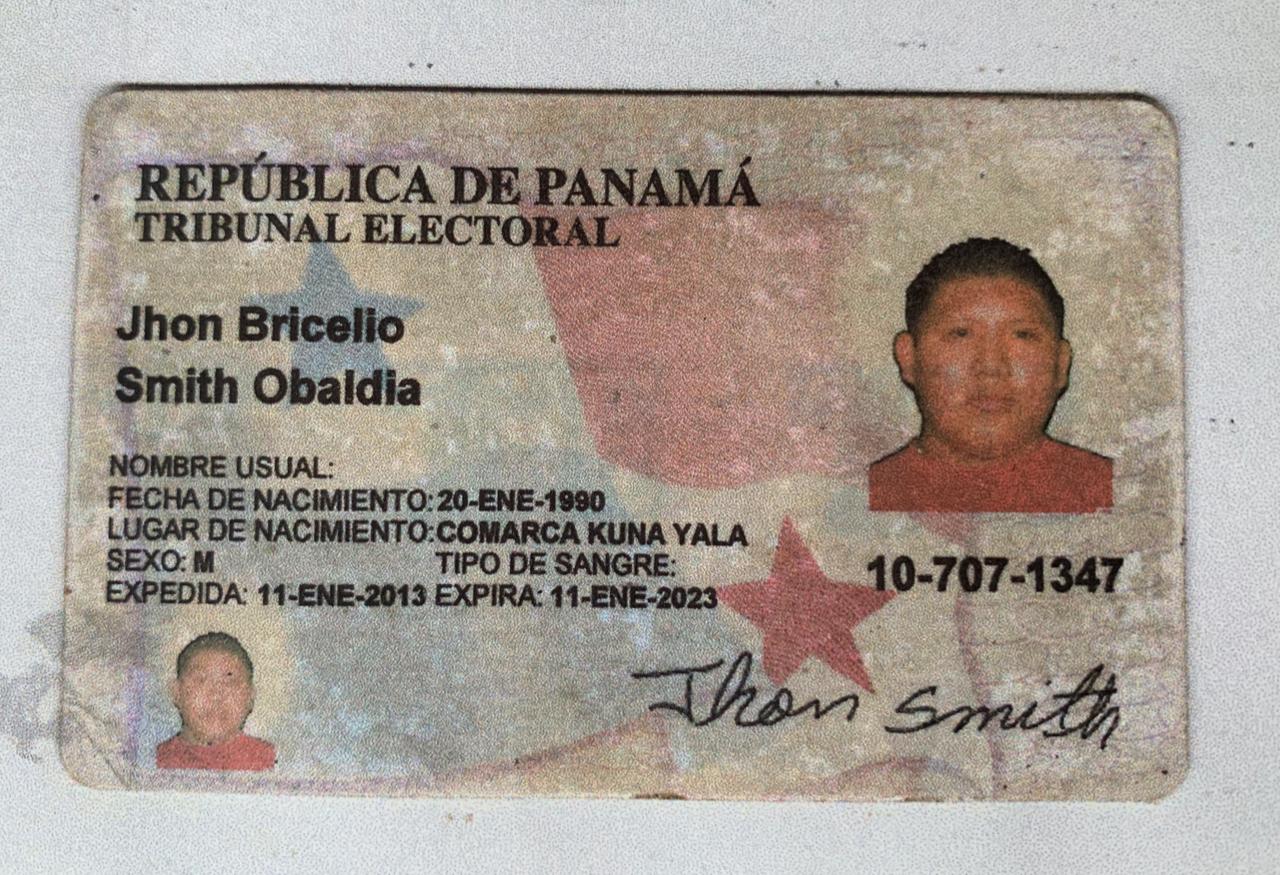 REPÚBLICA DE PANAMÁ
TRIBUNAL ELECTORAL
Jhon Bricelio
Smith Obaldia
NOMBRE USUAL:
FECHA DE NACIMIENTO: 20-ENE-1990
LUGAR DE NACIMIENTO: COMARCA KUNA YALA
SEXO: M TIPO DE SANGRE:
EXPEDIDA: 11-ENE-2013 EXPIRA: 11-ENE-2023
10-707-1347
Jhon Smith